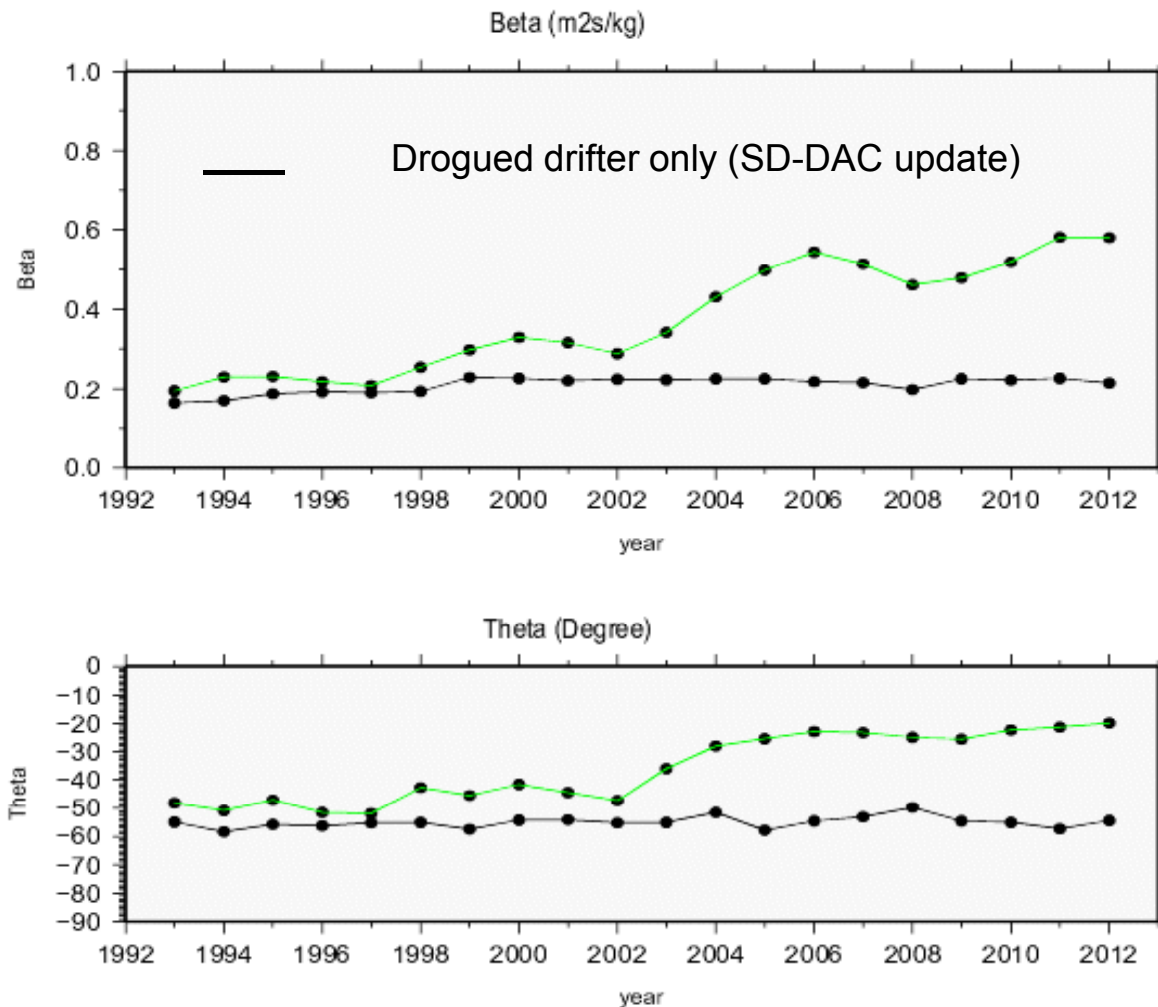 Beta (m2s/kg)
1.0
0.8
Drogued drifter only (SD-DAC update)
0.6
Beta
0.4
0.2
0.0
1992 1994 1996 1998 2000 2002 2004 2006 2008 2010 2012
year
Theta (Degree)
0
−10
−20
−30
−40
Theta
−50
−60
−70
−80
−90
1992 1994 1996 1998 2000 2002 2004 2006 2008 2010 2012
year